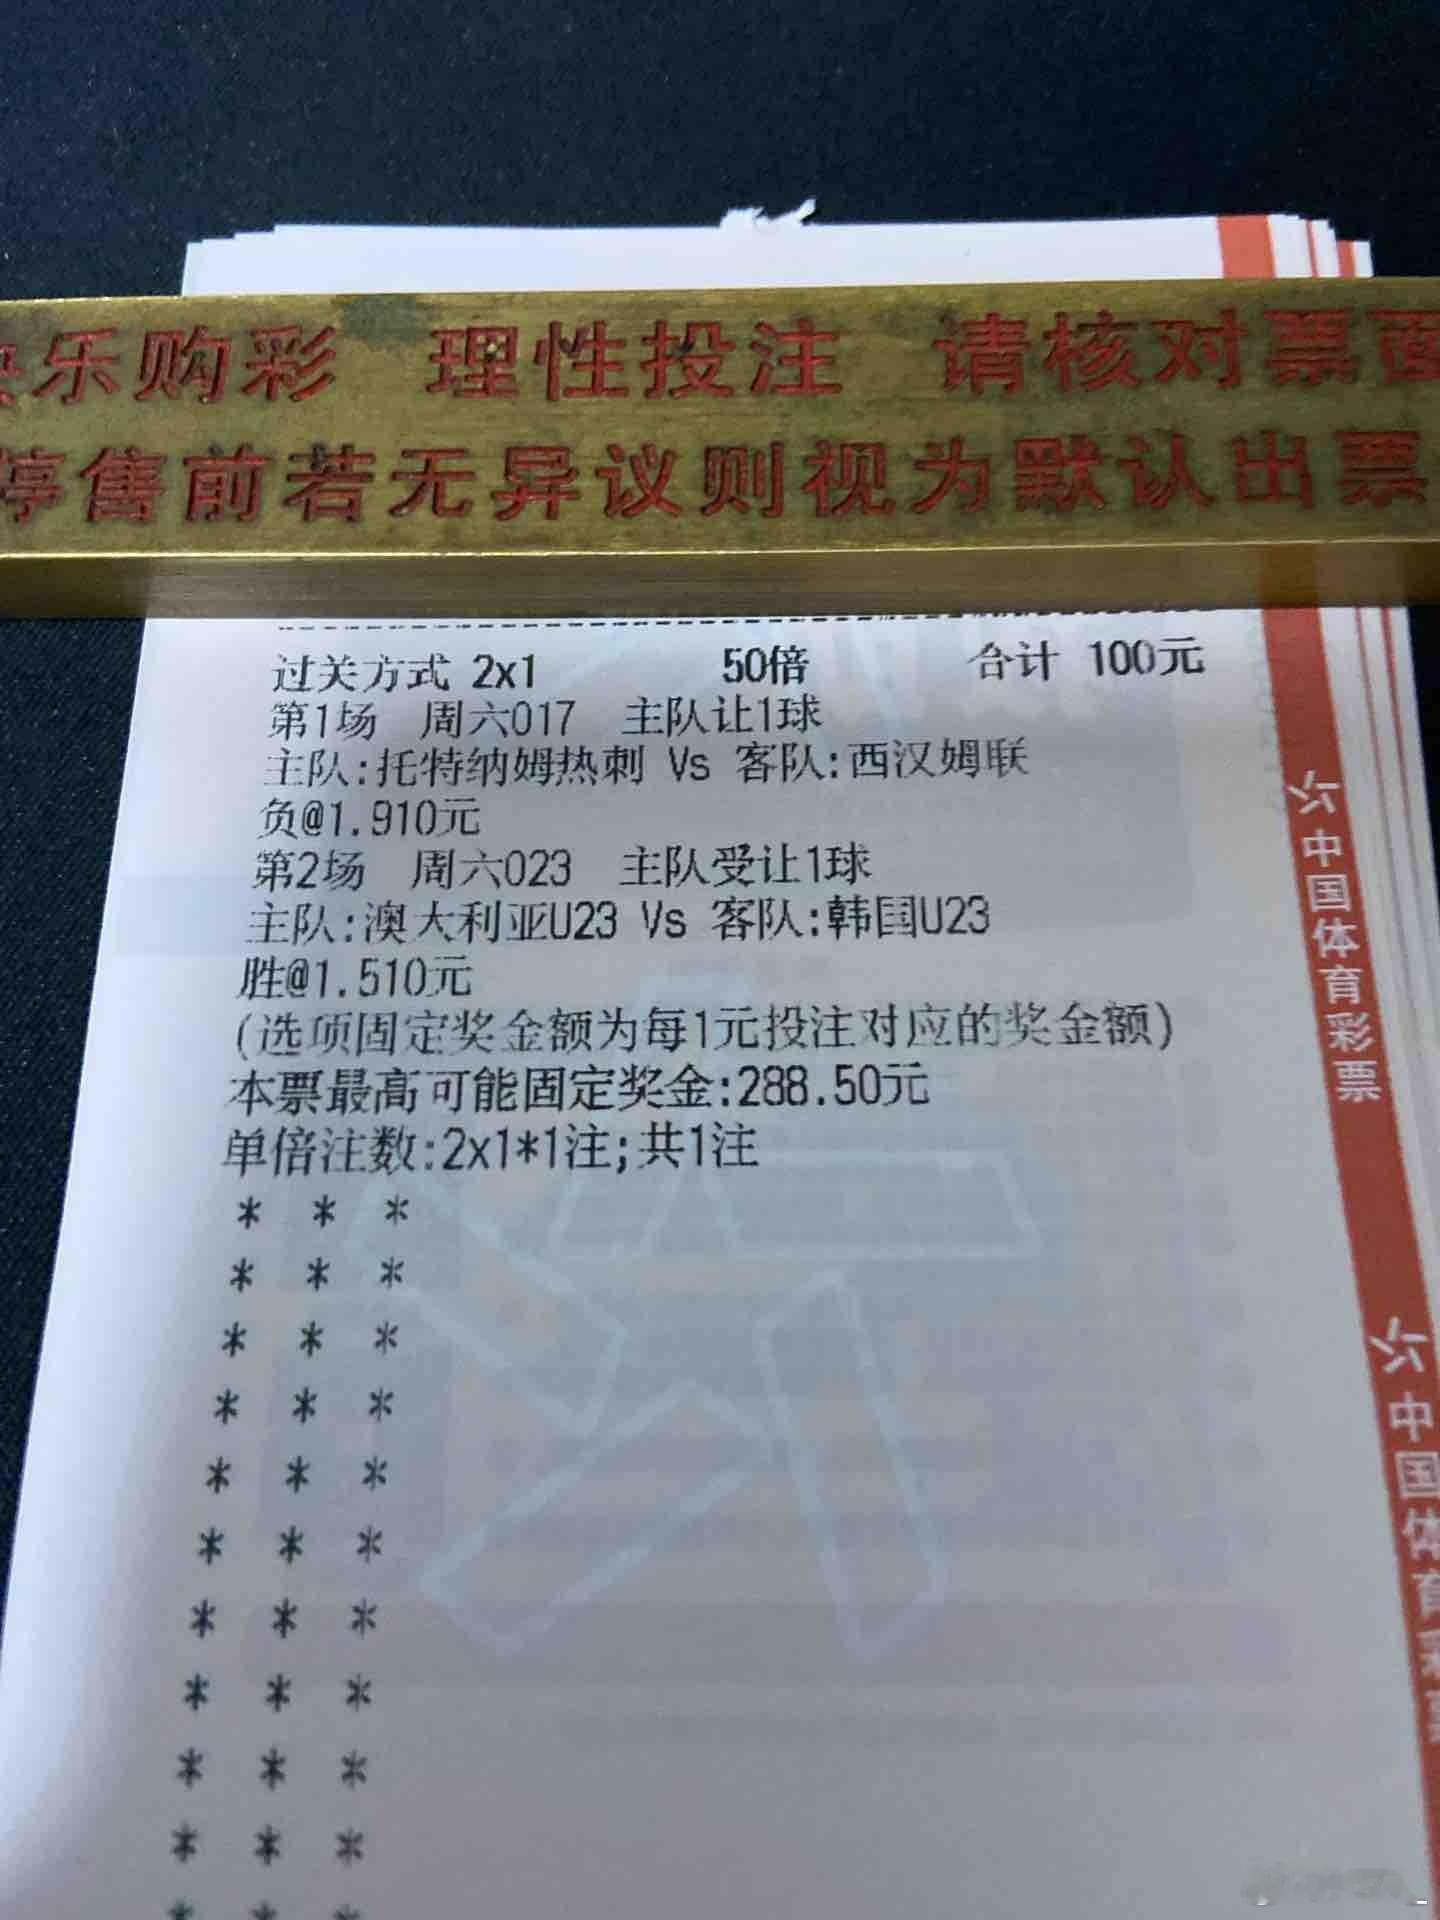 乐购彩 理性投注 请核对票面
停售前若无异议则视为默认出票
过关方式 2x1 50倍 合计 100元
第1场 周六017 主队让1球
主队:托特纳姆热刺 Vs 客队:西汉姆联
负@1.910元
第2场 周六023 主队受让1球
主队:澳大利亚U23 Vs 客队:韩国U23
胜@1.510元
(选项固定奖金额为每1元投注对应的奖金额)
本票最高可能固定奖金:288.50元
单倍注数:2x1*1注;共1注
* * *
* * *
* * *
* * *
* * *
* * *
* * *
* * *
* * *
* * *
* *
中国体育彩票
中国体育彩票